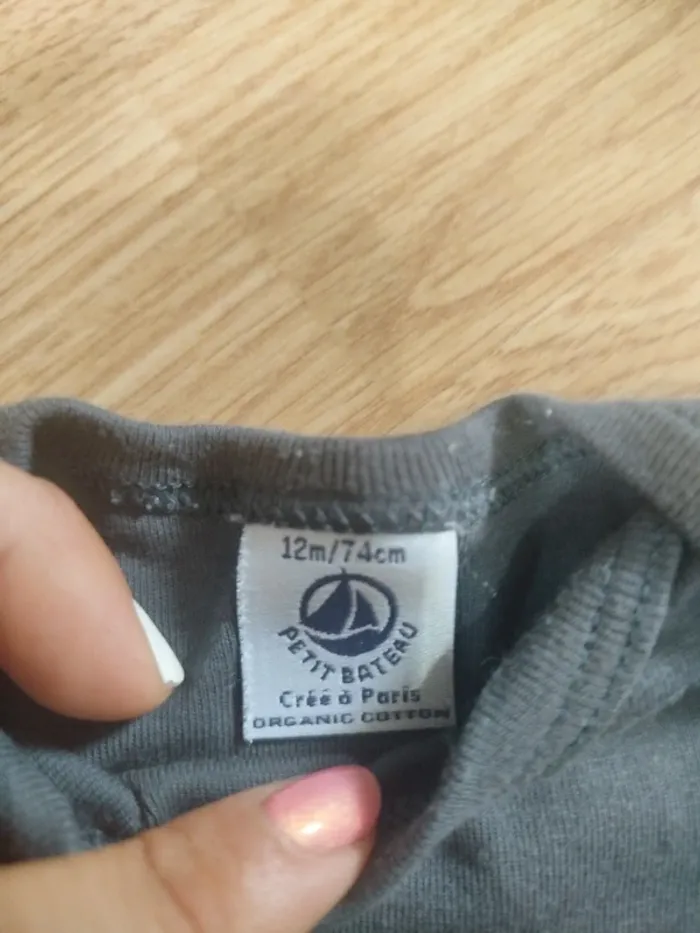 12m/74cm
PETIT BATEAU
Créé à Paris
ORGANIC COTTON